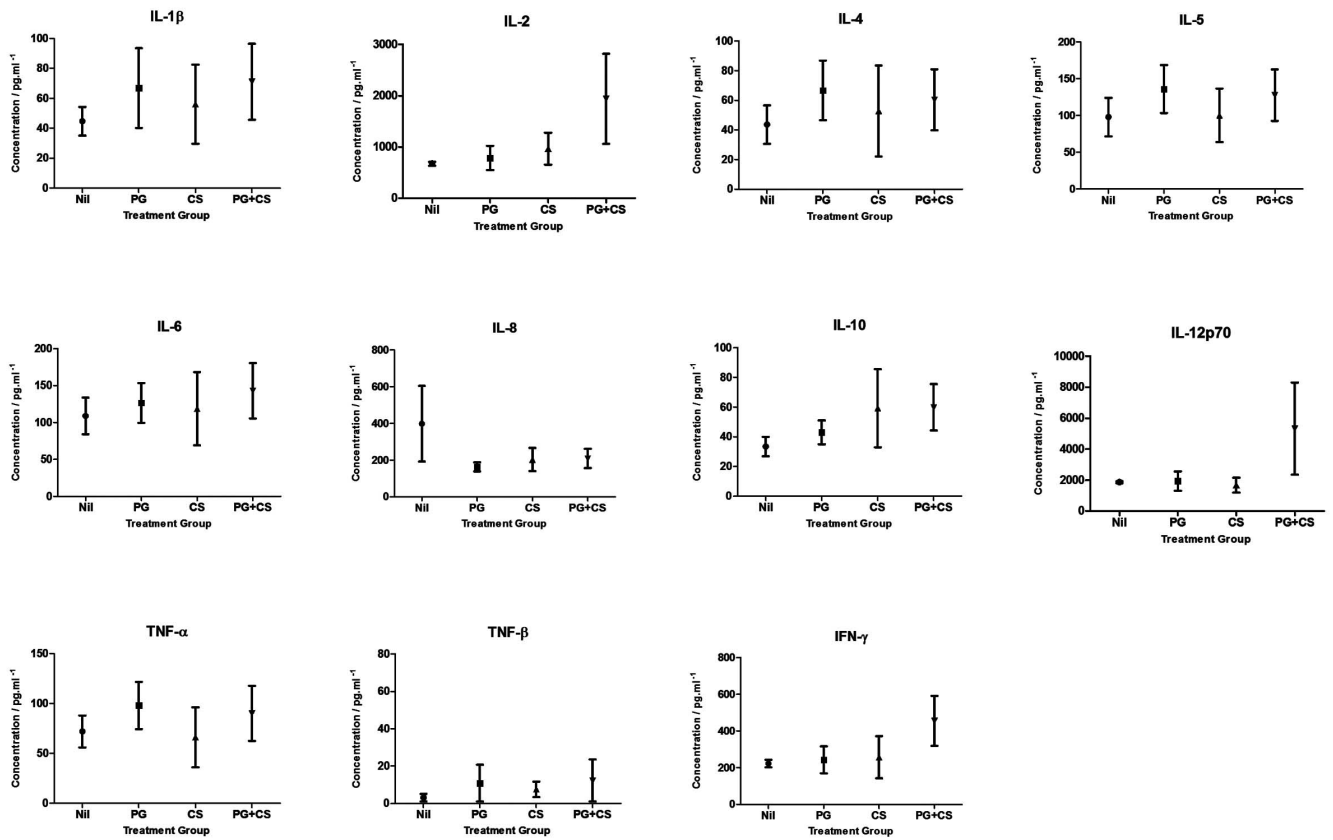 IL-1β
Concentration / pg.ml⁻¹
100
80
60
40
20
0
Nil PG CS PG+CS
Treatment Group
IL-2
Concentration / pg.ml⁻¹
3000
2000
1000
0
Nil PG CS PG+CS
Treatment Group
IL-4
Concentration / pg.ml⁻¹
100
80
60
40
20
0
Nil PG CS PG+CS
Treatment Group
IL-5
Concentration / pg.ml⁻¹
200
150
100
50
0
Nil PG CS PG+CS
Treatment Group
IL-6
Concentration / pg.ml⁻¹
200
150
100
50
0
Nil PG CS PG+CS
Treatment Group
IL-8
Concentration / pg.ml⁻¹
800
600
400
200
0
Nil PG CS PG+CS
Treatment Group
IL-10
Concentration / pg.ml⁻¹
100
80
60
40
20
0
Nil PG CS PG+CS
Treatment Group
IL-12p70
Concentration / pg.ml⁻¹
10000
8000
6000
4000
2000
0
Nil PG CS PG+CS
Treatment Group
TNF-α
Concentration / pg.ml⁻¹
150
100
50
0
Nil PG CS PG+CS
Treatment Group
TNF-β
Concentration / pg.ml⁻¹
80
60
40
20
0
Nil PG CS PG+CS
Treatment Group
IFN-γ
Concentration / pg.ml⁻¹
800
600
400
200
0
Nil PG CS PG+CS
Treatment Group